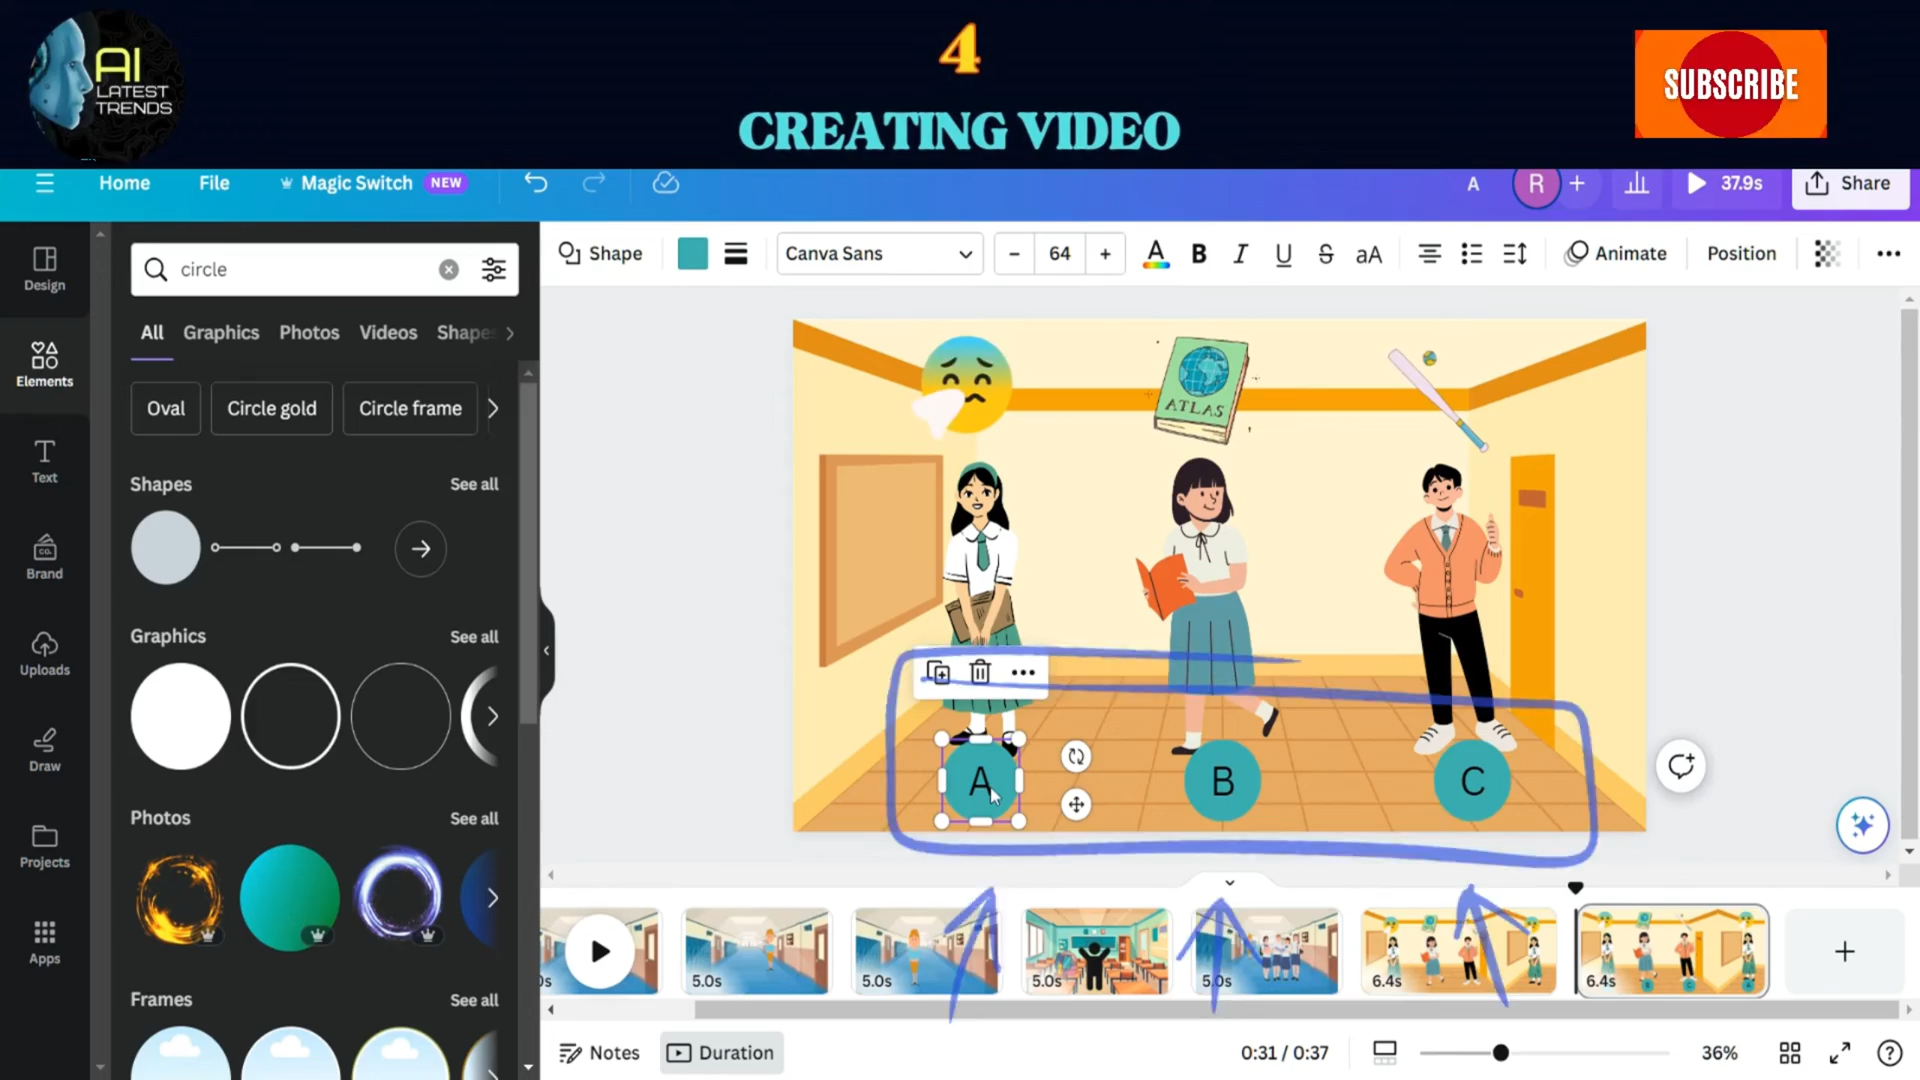 AI
LATEST
TRENDS
4
CREATING VIDEO
SUBSCRIBE
Home File Magic Switch NEW A R + 37.9s Share
Design
Elements
Text
Brand
CO.
Uploads
Draw
Projects
Apps
circle
All Graphics Photos Videos Shapes
Oval Circle gold Circle frame
Shapes See all
Graphics See all
Photos See all
Frames See all
Shape Canva Sans - 64 + A B I U S aA Animate Position
ATLAS
A B C
5.0s 5.0s 5.0s 5.0s 6.4s 6.4s
Notes Duration 0:31 / 0:37 36%